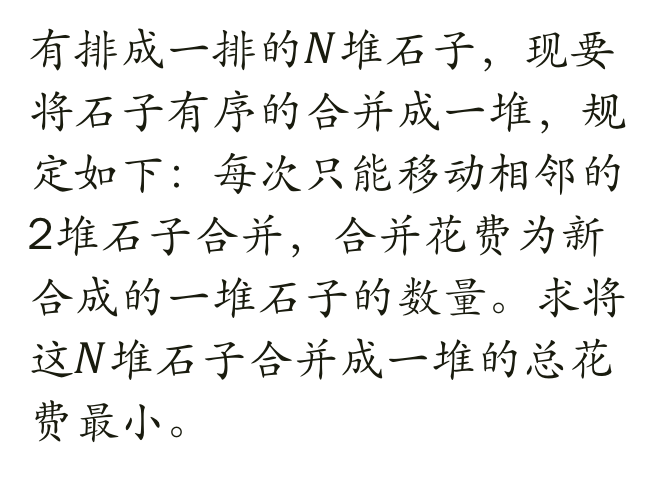 有排成一排的N堆石子，现要
将石子有序的合并成一堆，规
定如下：每次只能移动相邻的
2堆石子合并，合并花费为新
合成的一堆石子的数量。求将
这N堆石子合并成一堆的总花
费最小。